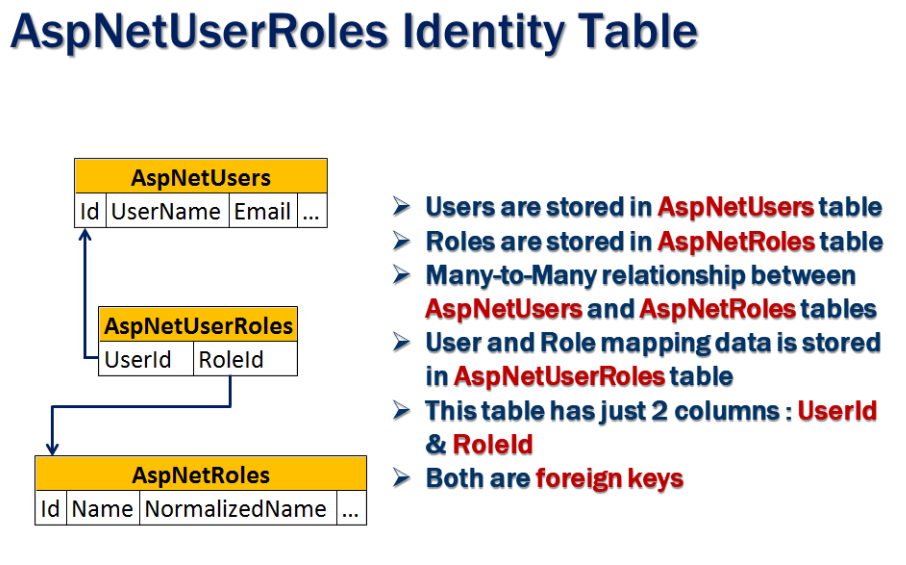 AspNetUserRoles Identity Table
AspNetUsers
Id UserName Email ...
AspNetUserRoles
UserId RoleId
AspNetRoles
Id Name NormalizedName ...
Users are stored in AspNetUsers table
Roles are stored in AspNetRoles table
Many-to-Many relationship between
AspNetUsers and AspNetRoles tables
User and Role mapping data is stored
in AspNetUserRoles table
This table has just 2 columns : UserId
& RoleId
Both are foreign keys